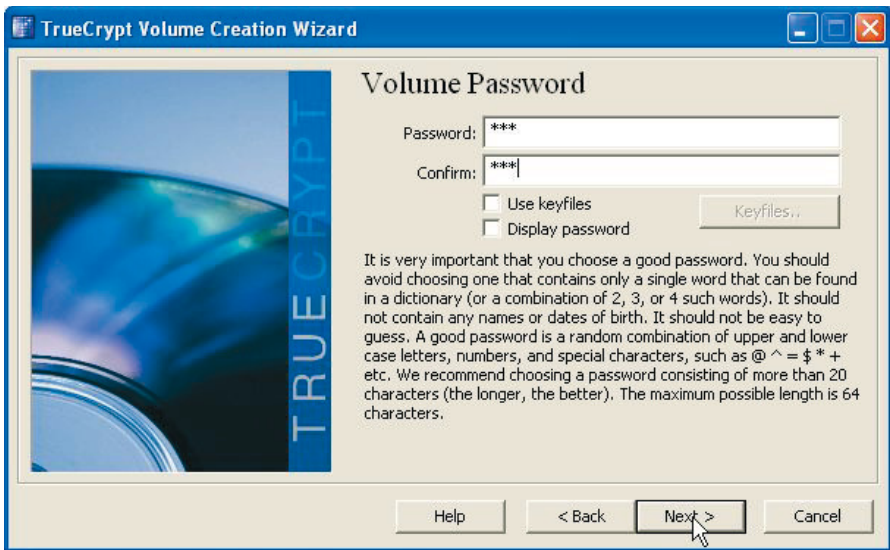 TrueCrypt Volume Creation Wizard
TRUECRYPT
Volume Password
Password: ***
Confirm: ***
Use keyfiles
Keyfiles..
Display password
It is very important that you choose a good password. You should
avoid choosing one that contains only a single word that can be found
in a dictionary (or a combination of 2, 3, or 4 such words). It should
not contain any names or dates of birth. It should not be easy to
guess. A good password is a random combination of upper and lower
case letters, numbers, and special characters, such as @ ^ = $ * +
etc. We recommend choosing a password consisting of more than 20
characters (the longer, the better). The maximum possible length is 64
characters.
Help < Back Next > Cancel